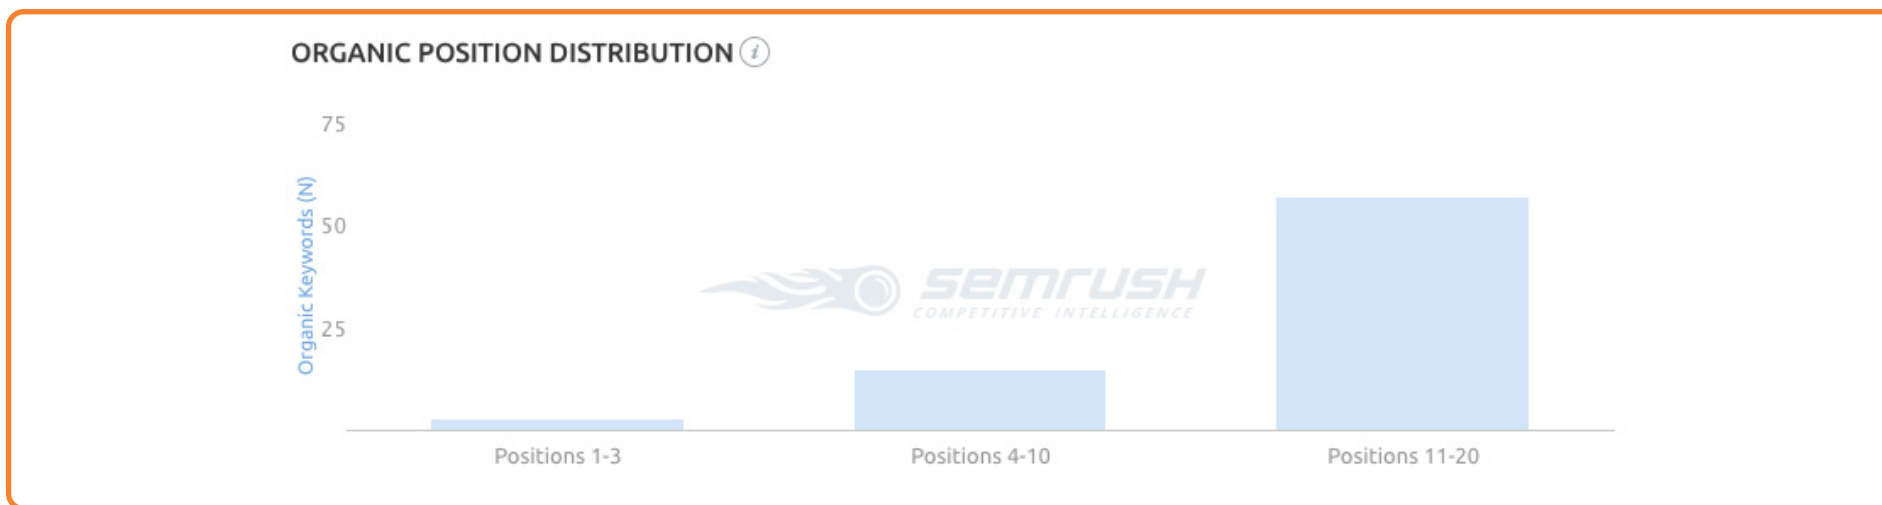 ORGANIC POSITION DISTRIBUTION i
75
Organic Keywords (N)
50
25
semrush
COMPETITIVE INTELLIGENCE
Positions 1-3
Positions 4-10
Positions 11-20